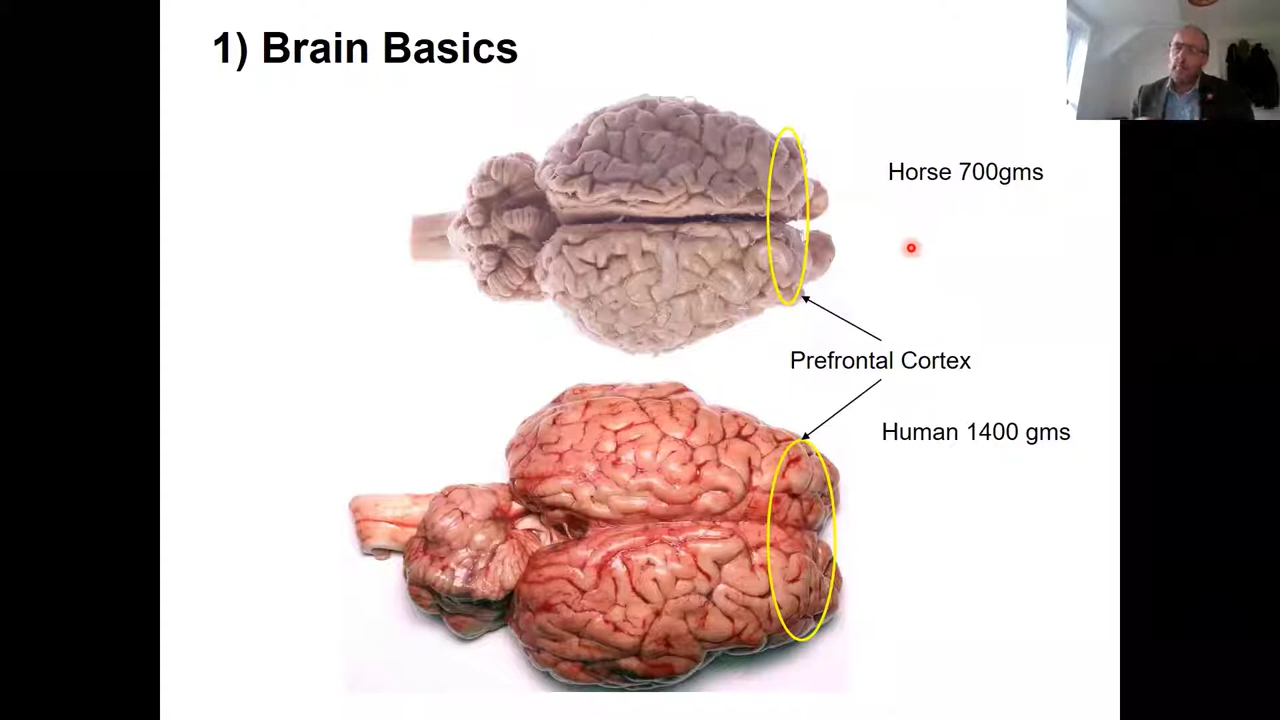 1) Brain Basics
Horse 700gms
Prefrontal Cortex
Human 1400 gms